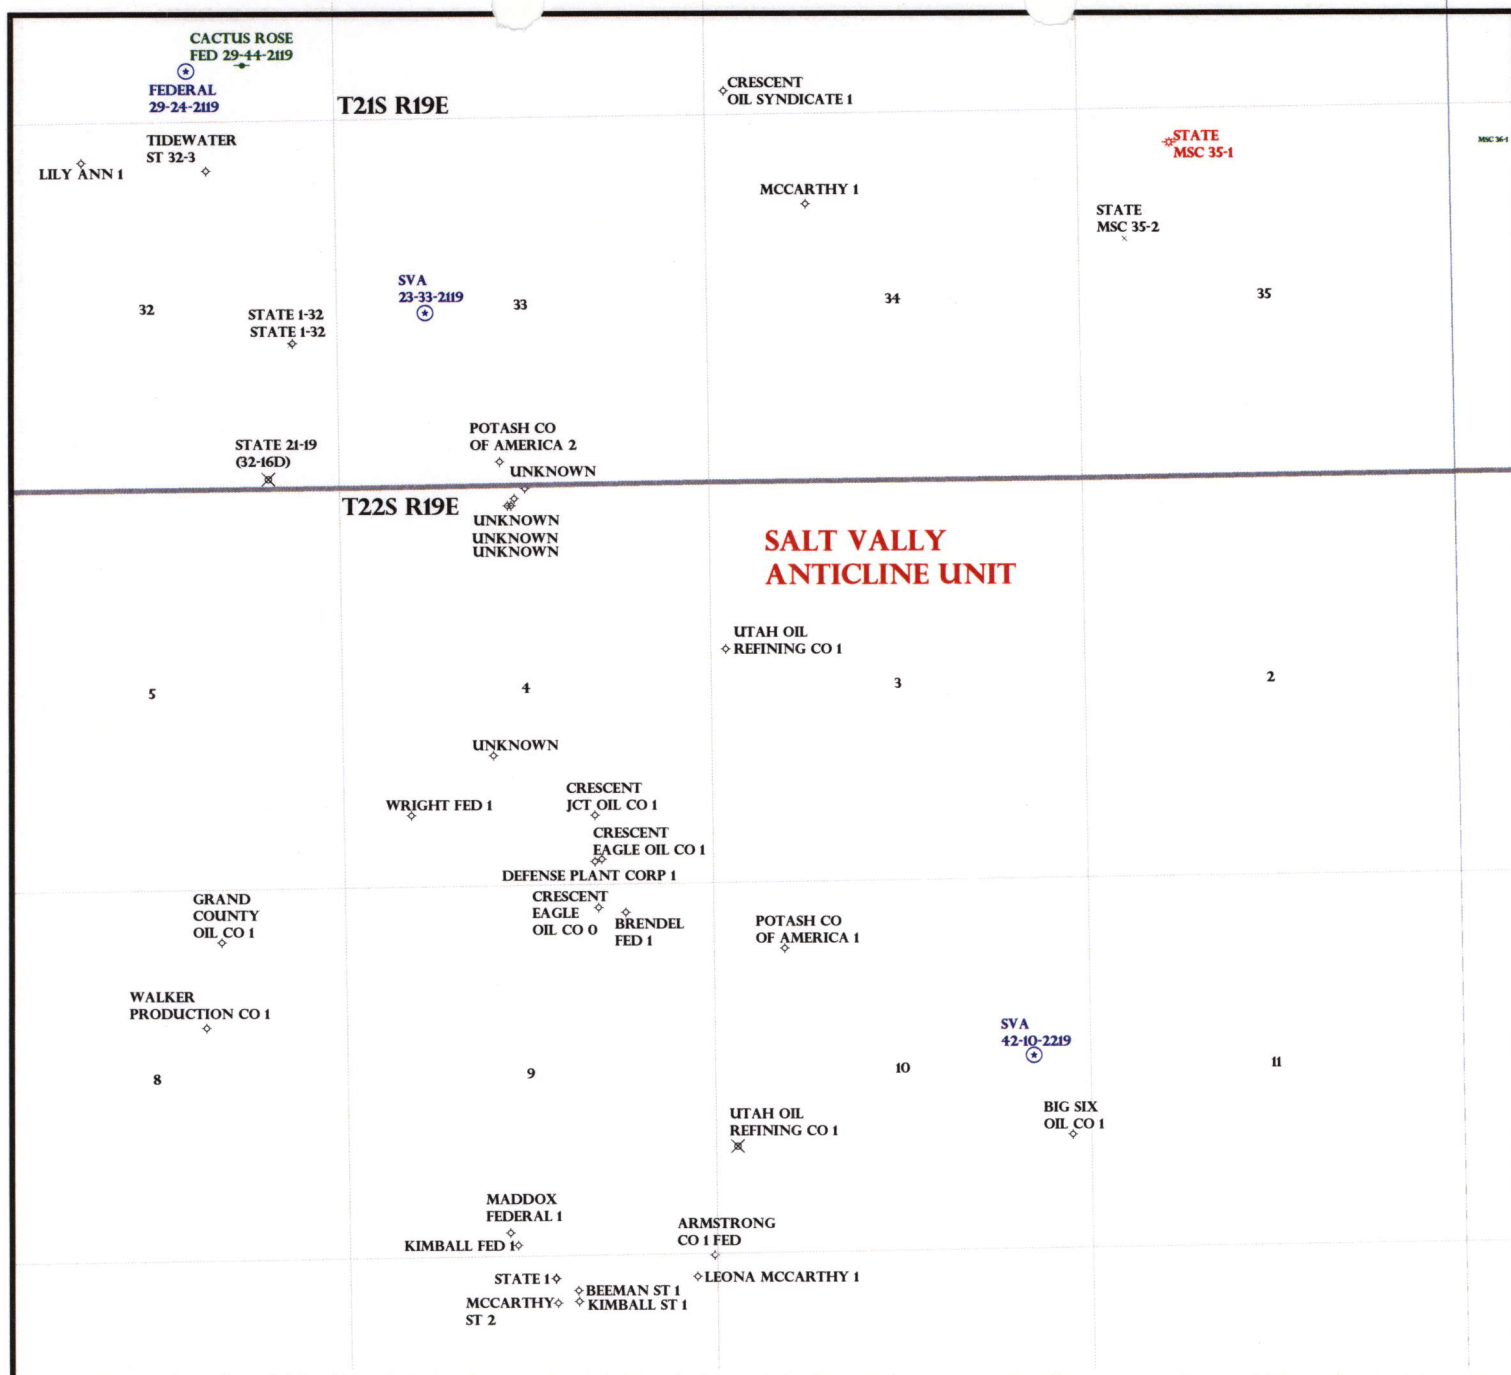 CACTUS ROSE
FED 29-44-2119
FEDERAL
29-24-2119
T21S R19E
CRESCENT
OIL SYNDICATE 1
TIDEWATER
ST 32-3
LILY ANN 1
STATE
MSC 35-1
MSC 36-1
MCCARTHY 1
STATE
MSC 35-2
SVA
23-33-2119
32
33
34
35
STATE 1-32
STATE 1-32
POTASH CO
OF AMERICA 2
STATE 21-19
(32-16D)
UNKNOWN
T22S R19E
UNKNOWN
UNKNOWN
UNKNOWN
SALT VALLY
ANTICLINE UNIT
UTAH OIL
REFINING CO 1
5
4
3
2
UNKNOWN
WRIGHT FED 1
CRESCENT
JCT OIL CO 1
CRESCENT
EAGLE OIL CO 1
DEFENSE PLANT CORP 1
GRAND
COUNTY
OIL CO 1
CRESCENT
EAGLE
OIL CO 0
BRENDEL
FED 1
POTASH CO
OF AMERICA 1
WALKER
PRODUCTION CO 1
SVA
42-10-2219
8
9
10
11
UTAH OIL
REFINING CO 1
BIG SIX
OIL CO 1
MADDOX
FEDERAL 1
KIMBALL FED 1
ARMSTRONG
CO 1 FED
STATE 1
LEONA MCCARTHY 1
BEEMAN ST 1
KIMBALL ST 1
MCCARTHY
ST 2